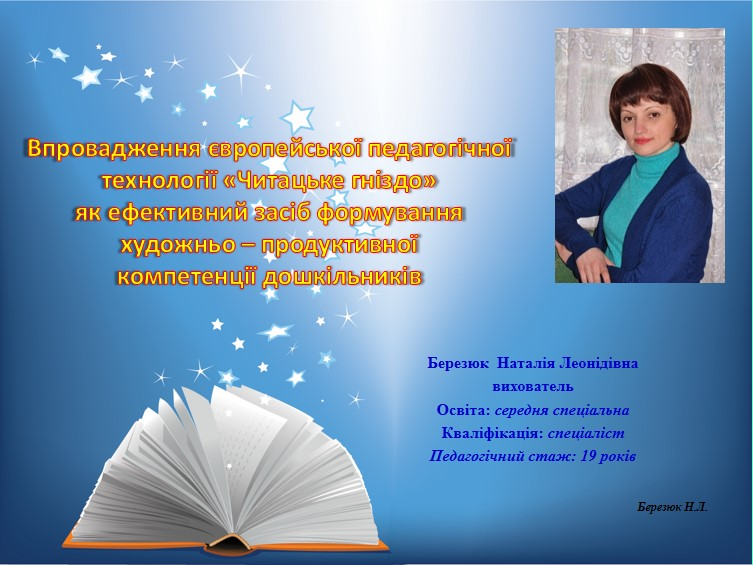 Впровадження європейської педагогічної
технології «Читацьке гніздо»
як ефективний засіб формування
художньо – продуктивної
компетенції дошкільників
Березюк Наталія Леонідівна
вихователь
Освіта: середня спеціальна
Кваліфікація: спеціаліст
Педагогічний стаж: 19 років
Березюк Н.Л.